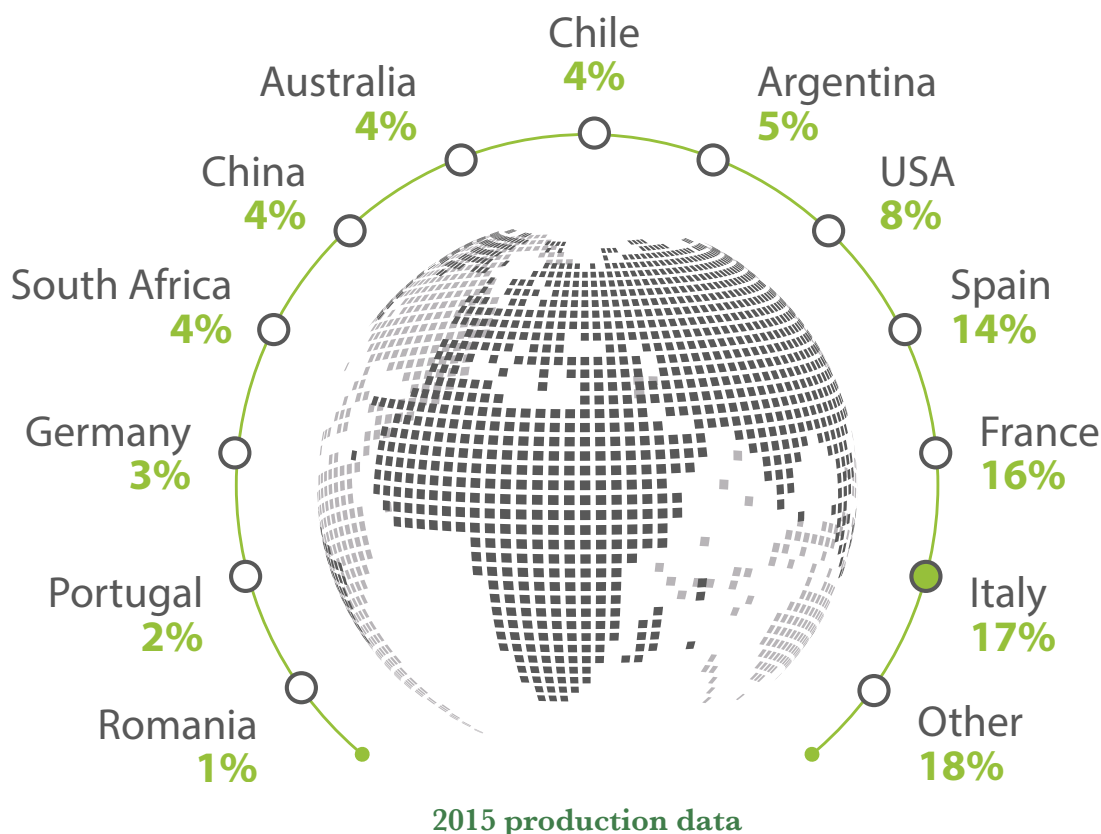 Chile
4%
Australia
4%
Argentina
5%
China
4%
USA
8%
South Africa
4%
Spain
14%
Germany
3%
France
16%
Portugal
2%
Italy
17%
Romania
1%
Other
18%
2015 production data